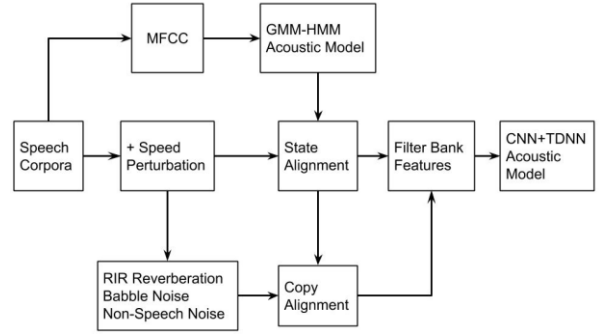 MFCC
GMM-HMM
Acoustic Model
Speech
Corpora
+ Speed
Perturbation
State
Alignment
Filter Bank
Features
CNN+TDNN
Acoustic
Model
RIR Reverberation
Babble Noise
Non-Speech Noise
Copy
Alignment